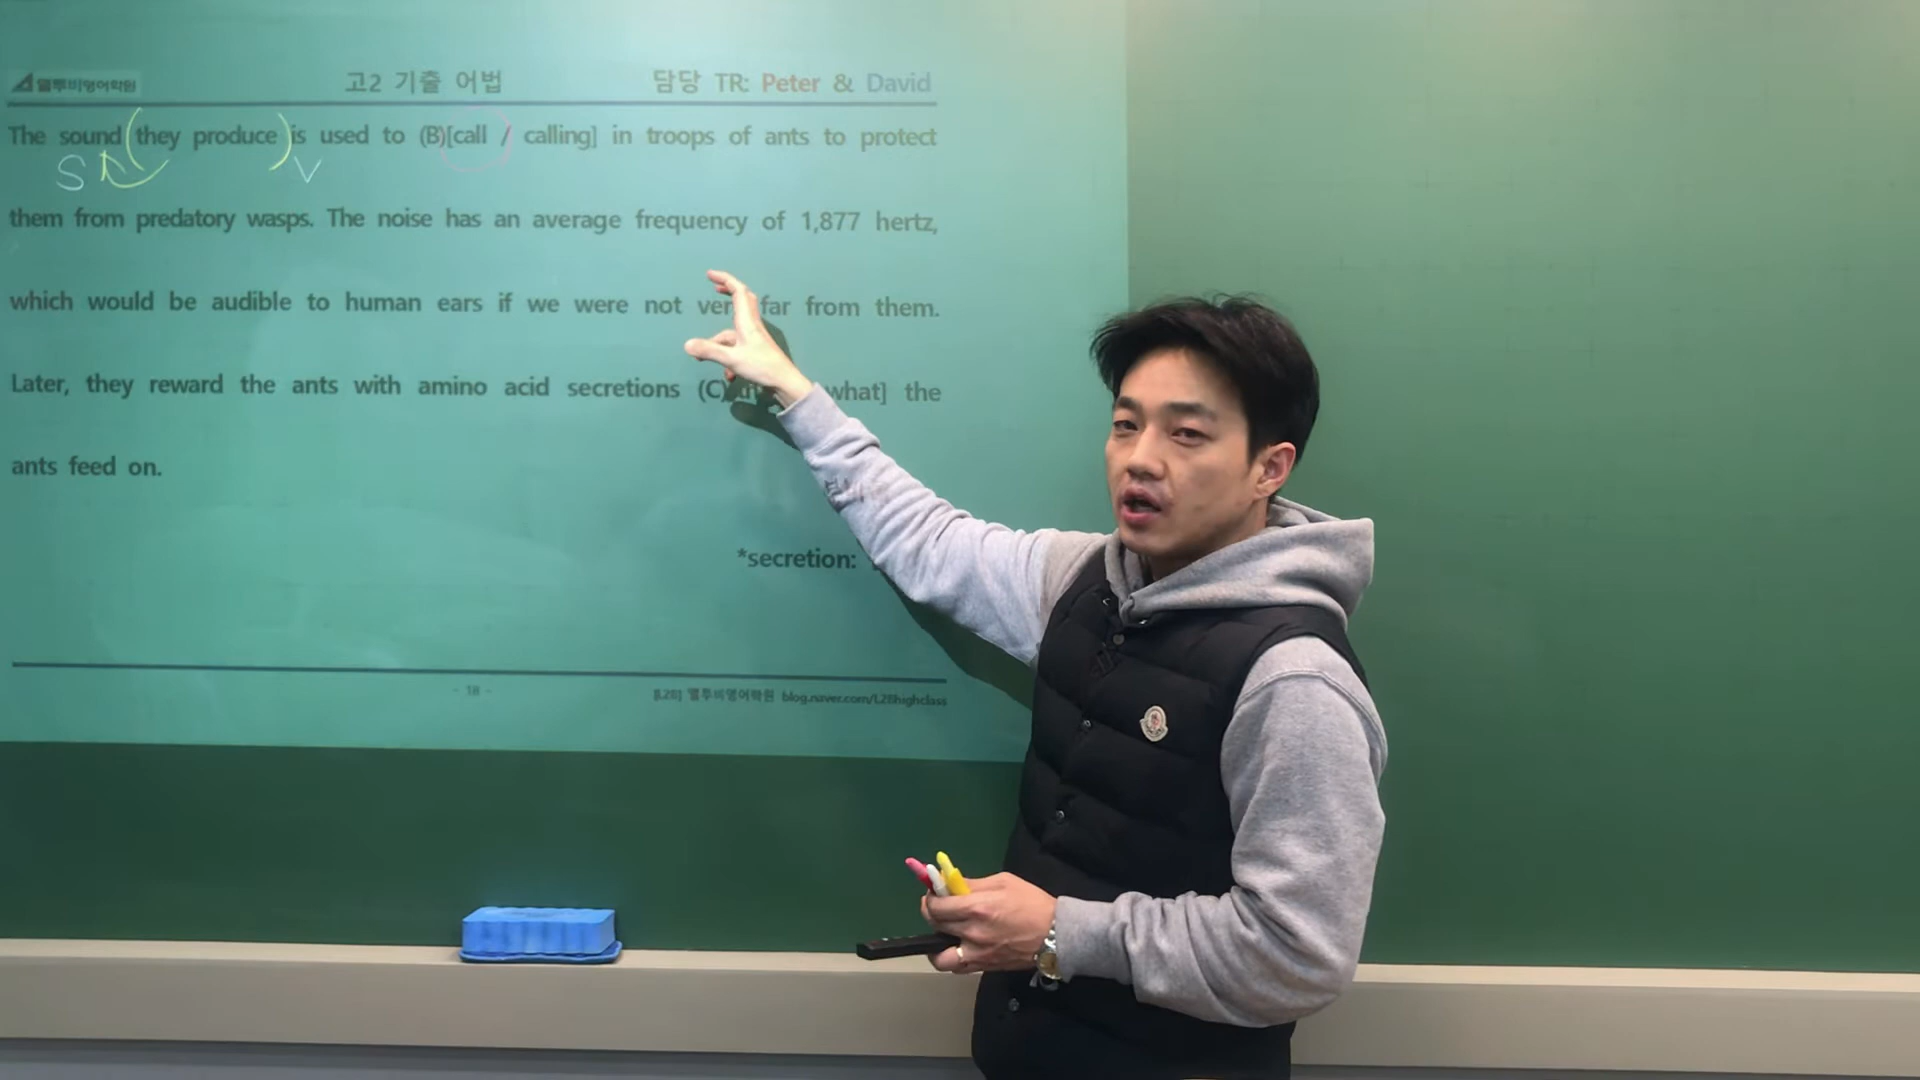 엘투비영어학원 고2 기출 어법 담당 TR: Peter & David
The sound (they produce) is used to (B)[call / calling] in troops of ants to protect
S V
them from predatory wasps. The noise has an average frequency of 1,877 hertz,
which would be audible to human ears if we were not far from them.
Later, they reward the ants with amino acid secretions (C) what] the
ants feed on.
*secretion:
- 18 -
[L2B] 엘투비영어학원 blog.naver.com/L2Bhighclass